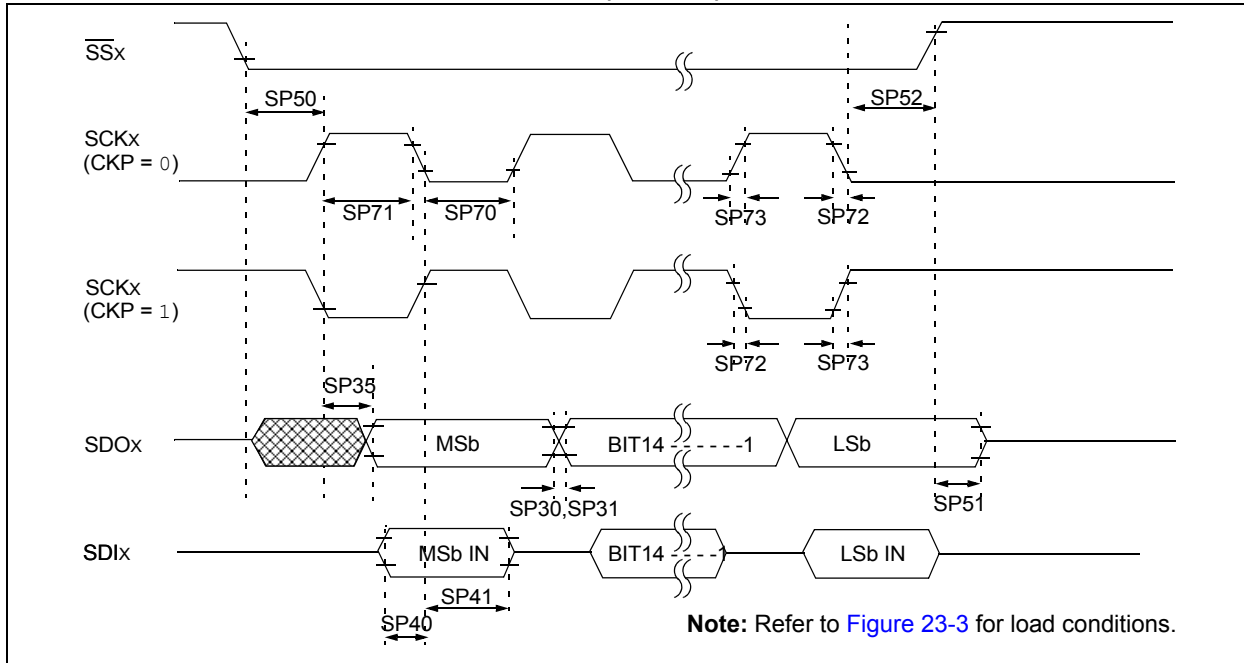 SSx
SP50
SP52
SCKx
(CKP = 0)
SP71
SP70
SP73
SP72
SCKx
(CKP = 1)
SP72
SP73
SP35
SDOx
MSb
BIT14 - - - - - -1
LSb
SP30,SP31
SP51
SDIx
MSb IN
BIT14 - - - -1
LSb IN
SP41
SP40
Note: Refer to Figure 23-3 for load conditions.